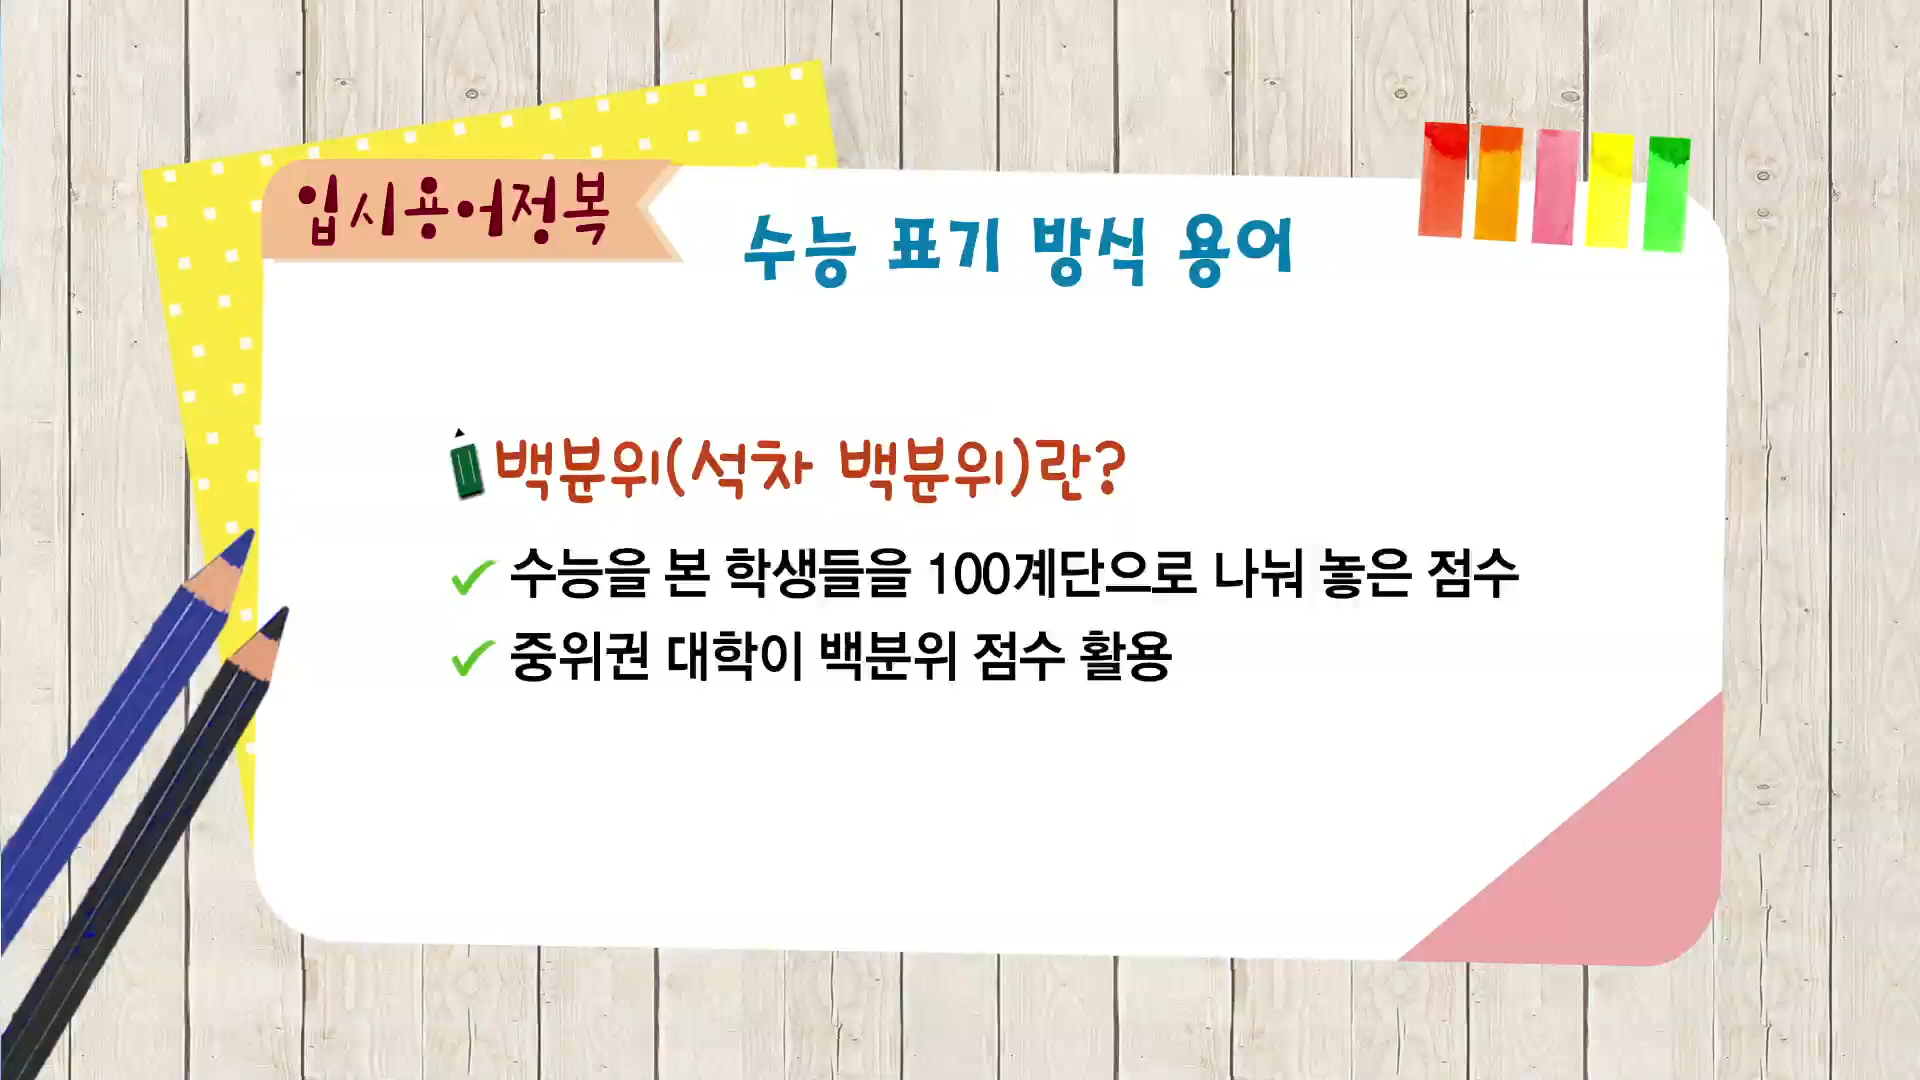 입시용어정복
수능 표기 방식 용어
백분위(석차 백분위)란?
수능을 본 학생들을 100계단으로 나눠 놓은 점수
중위권 대학이 백분위 점수 활용